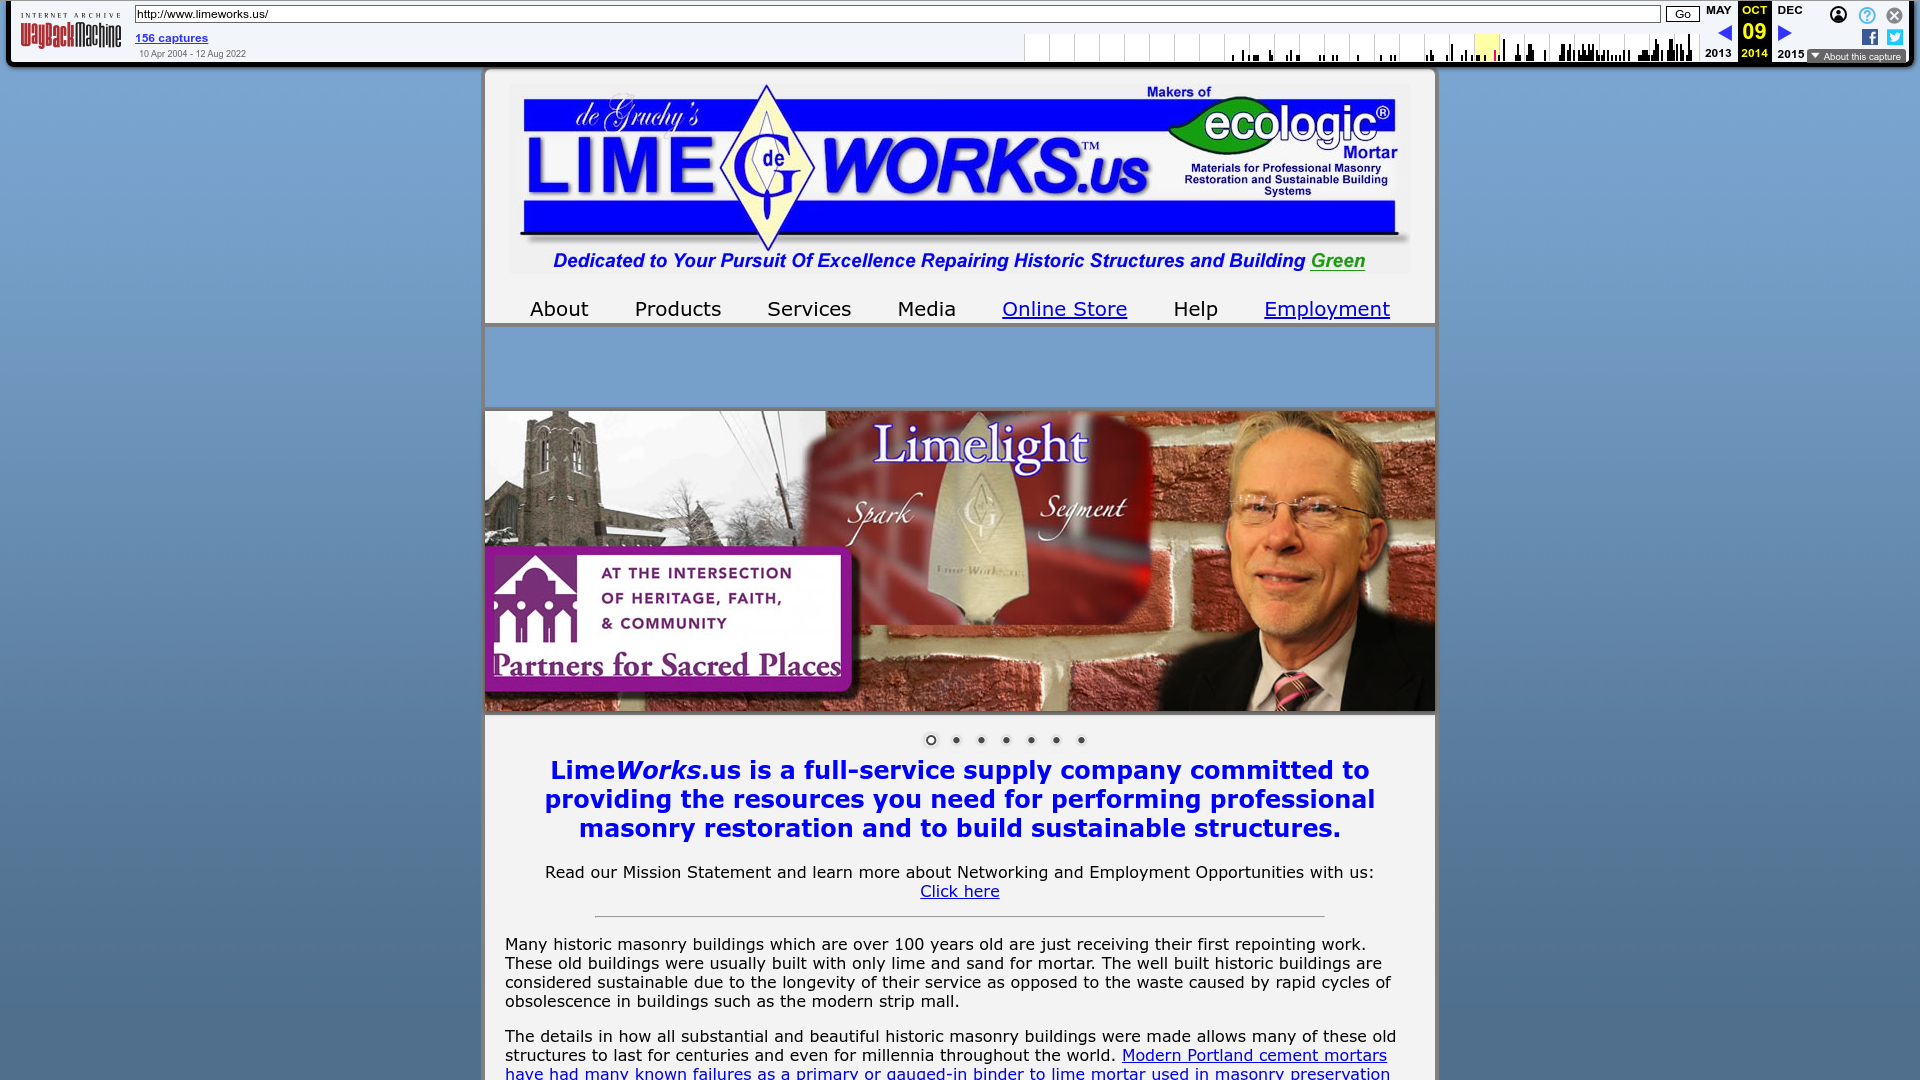 INTERNET ARCHIVE
WayBackMachine
http://www.limeworks.us/
Go
156 captures
10 Apr 2004 - 12 Aug 2022
MAY OCT DEC
09
2013 2014 2015
About this capture
de Gruchy's
LIME de G WORKS.us™
Makers of
ecologic®
Mortar
Materials for Professional Masonry
Restoration and Sustainable Building
Systems
Dedicated to Your Pursuit Of Excellence Repairing Historic Structures and Building Green
About Products Services Media Online Store Help Employment
Limelight
Spark Segment
G
LimeWorks.us
AT THE INTERSECTION
OF HERITAGE, FAITH,
& COMMUNITY
Partners for Sacred Places
LimeWorks.us is a full-service supply company committed to
providing the resources you need for performing professional
masonry restoration and to build sustainable structures.
Read our Mission Statement and learn more about Networking and Employment Opportunities with us:
Click here
Many historic masonry buildings which are over 100 years old are just receiving their first repointing work.
These old buildings were usually built with only lime and sand for mortar. The well built historic buildings are
considered sustainable due to the longevity of their service as opposed to the waste caused by rapid cycles of
obsolescence in buildings such as the modern strip mall.
The details in how all substantial and beautiful historic masonry buildings were made allows many of these old
structures to last for centuries and even for millennia throughout the world. Modern Portland cement mortars
have had many known failures as a primary or gauged-in binder to lime mortar used in masonry preservation